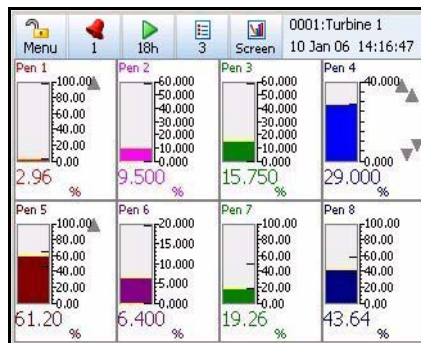 Menu 1 18h 3 Screen
0001:Turbine 1
10 Jan 06 14:16:47
Pen 1 Pen 2 Pen 3 Pen 4
100.00 60.000 60.000 40.000
80.00 50.000 50.000
60.00 40.000 40.000
40.00 30.000 30.000
20.00 20.000 20.000
10.000 10.000
0.00 0.000 0.000 0.000
2.96 9.500 15.750 29.000
% % % %
Pen 5 Pen 6 Pen 7 Pen 8
100.00 20.000 100.00 100.00
80.00 15.000 80.00 80.00
60.00 10.000 60.00 60.00
40.00 5.000 40.00 40.00
20.00 20.00 20.00
0.00 0.000 0.00 0.00
61.20 6.400 19.26 43.64
% % % %